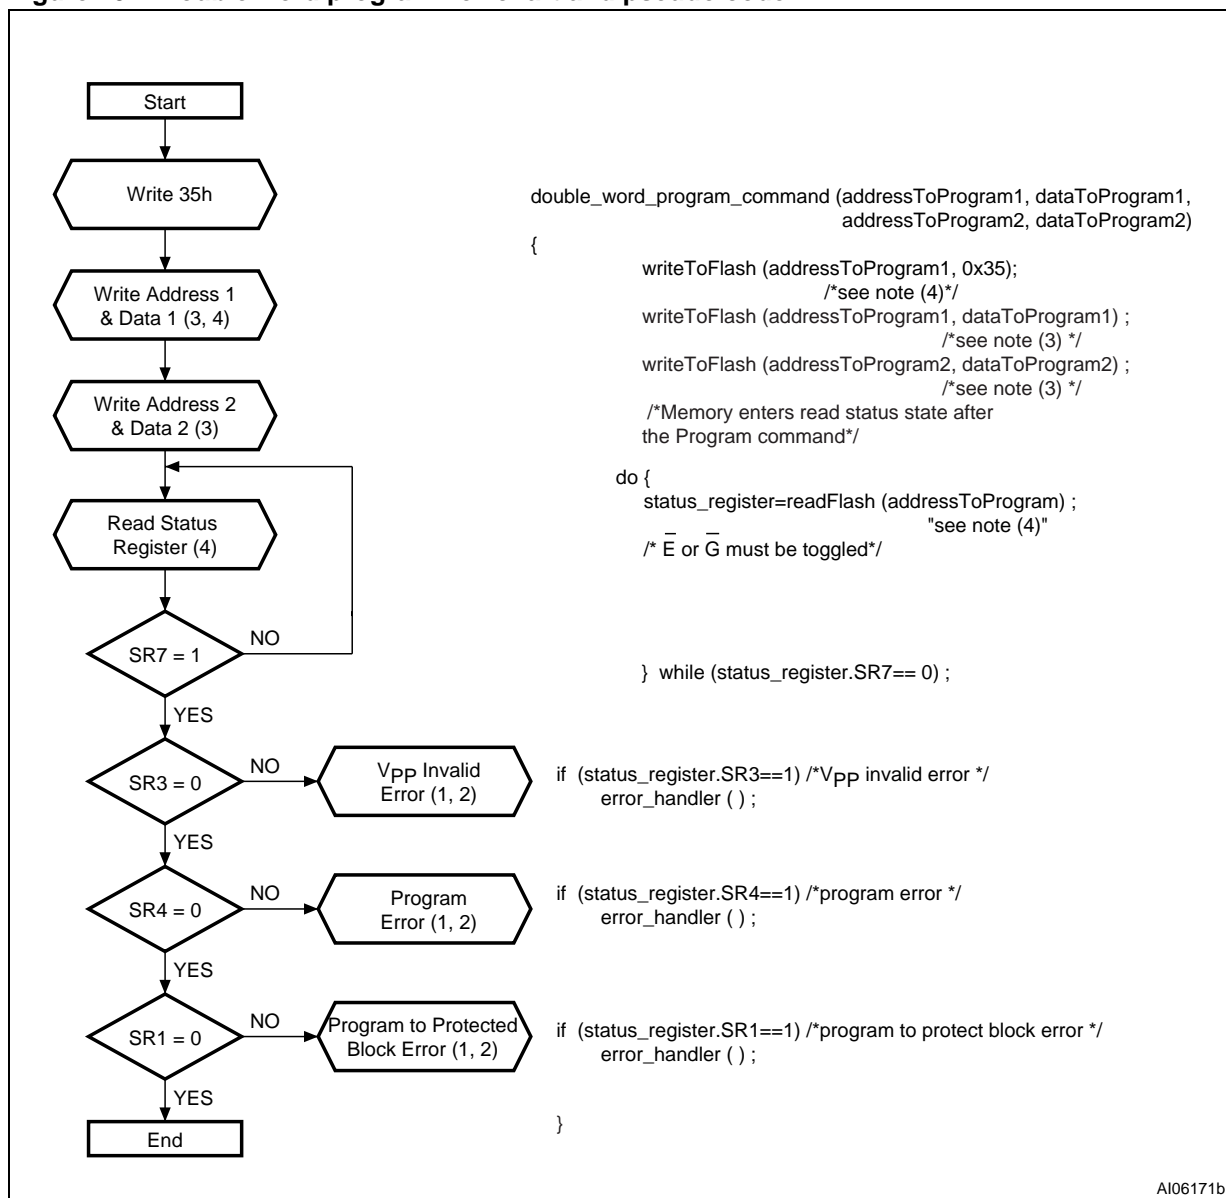 Start
Write 35h
Write Address 1
& Data 1 (3, 4)
Write Address 2
& Data 2 (3)
Read Status
Register (4)
SR7 = 1
NO
YES
SR3 = 0
NO
VPP Invalid
Error (1, 2)
YES
SR4 = 0
NO
Program
Error (1, 2)
YES
SR1 = 0
NO
Program to Protected
Block Error (1, 2)
YES
End
double_word_program_command (addressToProgram1, dataToProgram1,
addressToProgram2, dataToProgram2)
{
writeToFlash (addressToProgram1, 0x35);
/*see note (4)*/
writeToFlash (addressToProgram1, dataToProgram1) ;
/*see note (3) */
writeToFlash (addressToProgram2, dataToProgram2) ;
/*see note (3) */
/*Memory enters read status state after
the Program command*/
do {
status_register=readFlash (addressToProgram) ;
"see note (4)"
/* E̅ or G̅ must be toggled*/
} while (status_register.SR7== 0) ;
if (status_register.SR3==1) /*VPP invalid error */
error_handler ( ) ;
if (status_register.SR4==1) /*program error */
error_handler ( ) ;
if (status_register.SR1==1) /*program to protect block error */
error_handler ( ) ;
}
AI06171b